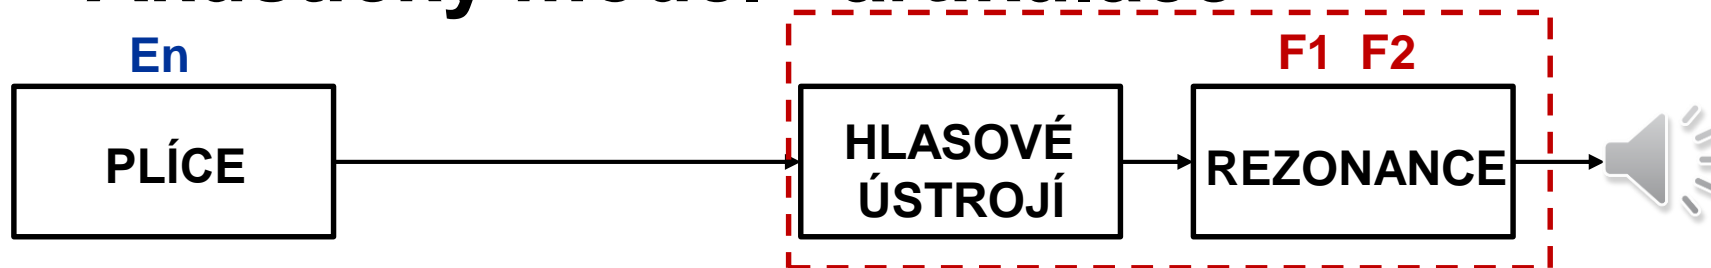 En
F1 F2
PLÍCE
HLASOVÉ
ÚSTROJÍ
REZONANCE